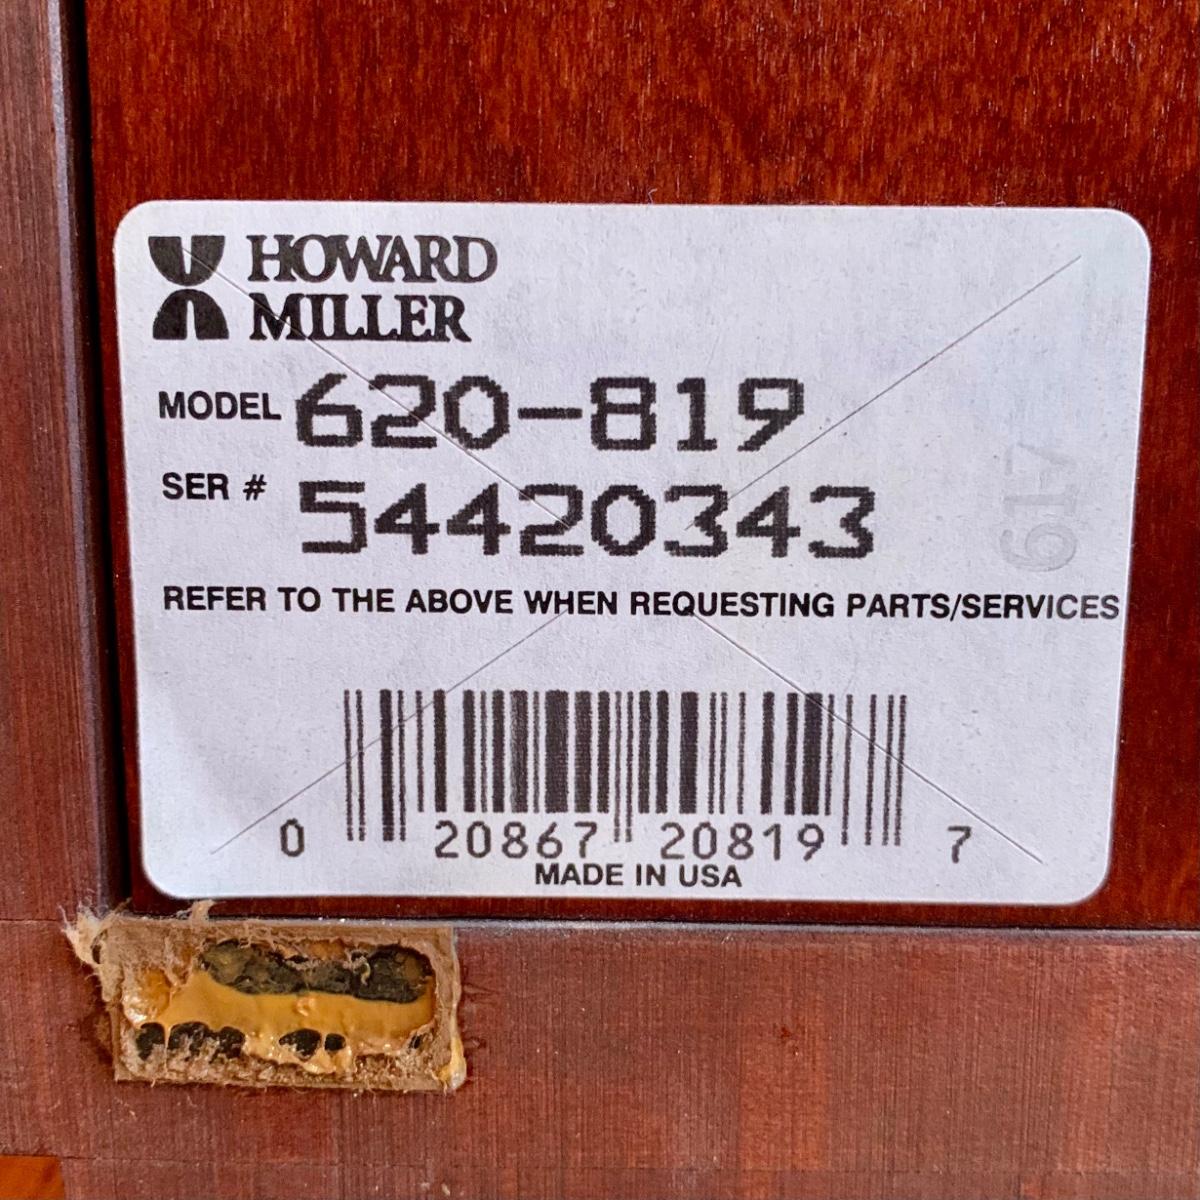 HOWARD
MILLER
MODEL 620-819
SER # 54420343
617
REFER TO THE ABOVE WHEN REQUESTING PARTS/SERVICES
0 20867 20819 7
MADE IN USA